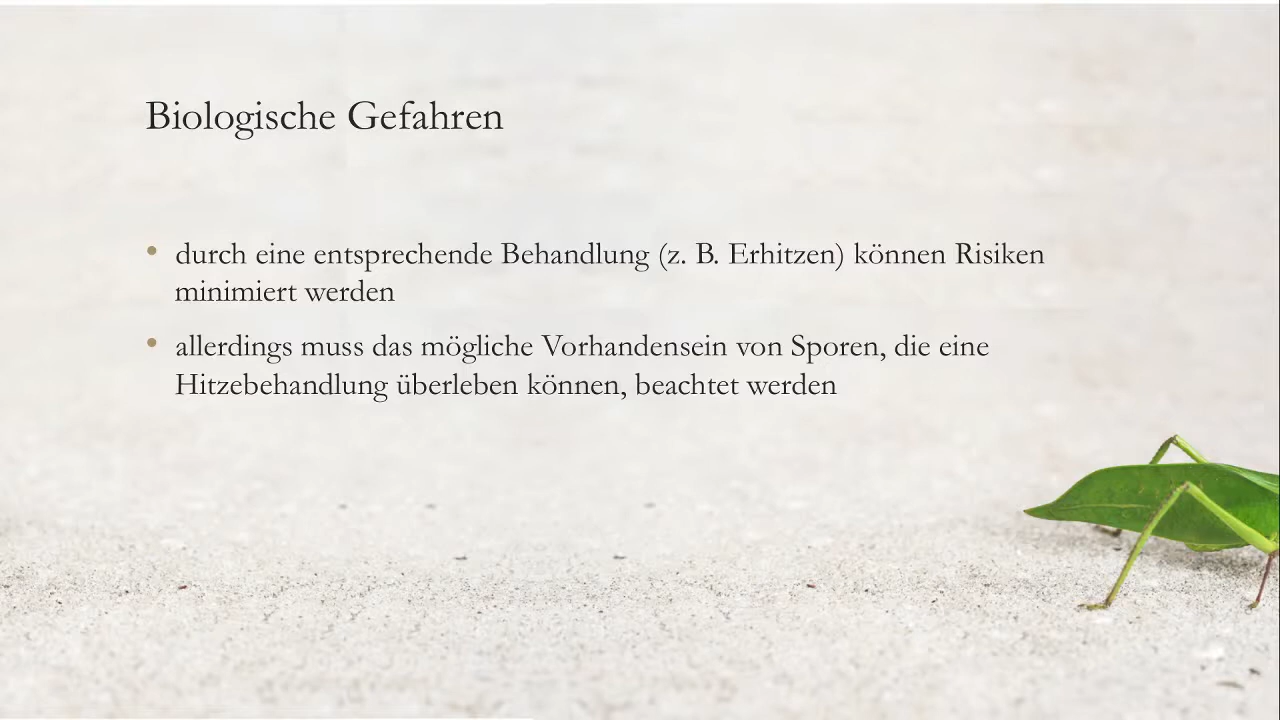 Biologische Gefahren
• durch eine entsprechende Behandlung (z. B. Erhitzen) können Risiken
minimiert werden
• allerdings muss das mögliche Vorhandensein von Sporen, die eine
Hitzebehandlung überleben können, beachtet werden